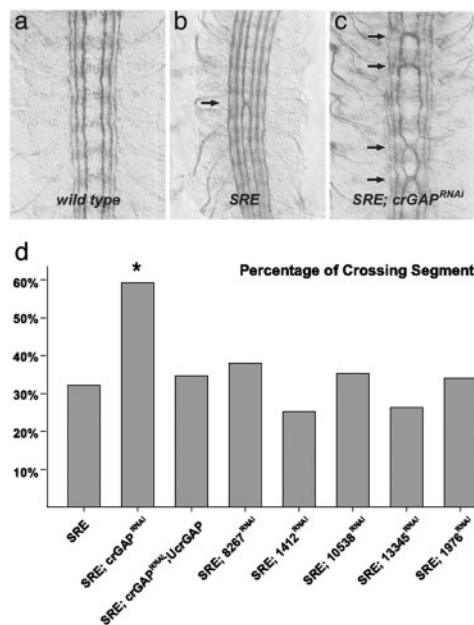 a
b
c
wild type
SRE
SRE; crGAP^RNAi
d
Percentage of Crossing Segment
*
60%
50%
40%
30%
20%
10%
SRE
SRE; crGAP^RNAi
SRE; crGAP^RNAi;UcrGAP
SRE; 8267^RNAi
SRE; 1412^RNAi
SRE; 10538^RNAi
SRE; 13345^RNAi
SRE; 1976^RNAi